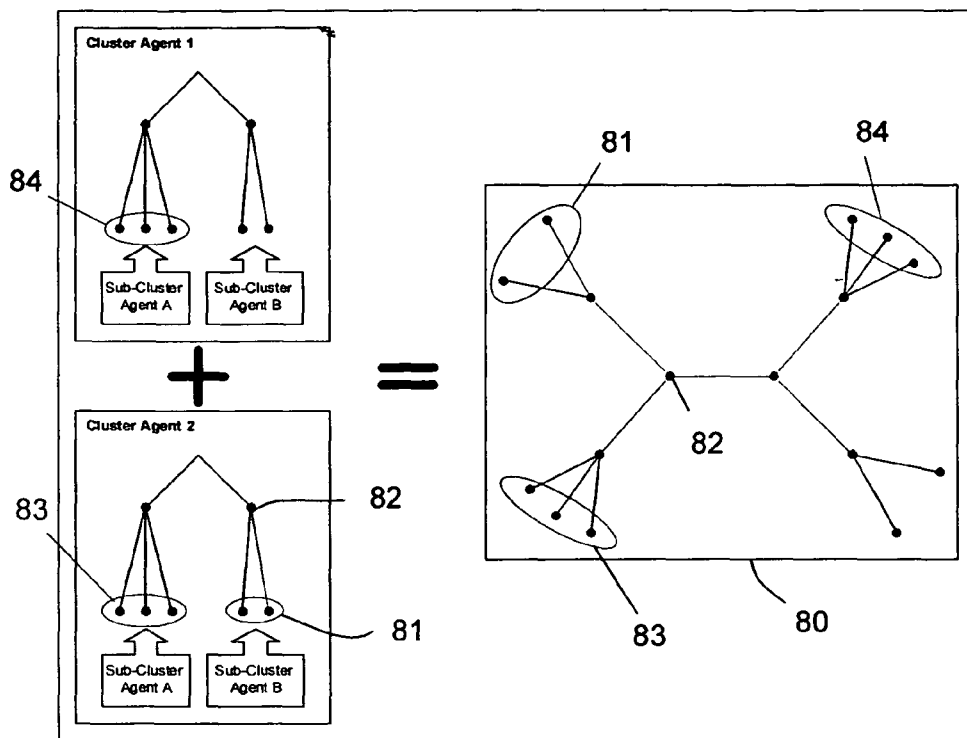 Cluster Agent 1
84
Sub-Cluster
Agent A
Sub-Cluster
Agent B
+
=
Cluster Agent 2
83
82
81
Sub-Cluster
Agent A
Sub-Cluster
Agent B
81
84
82
83
80